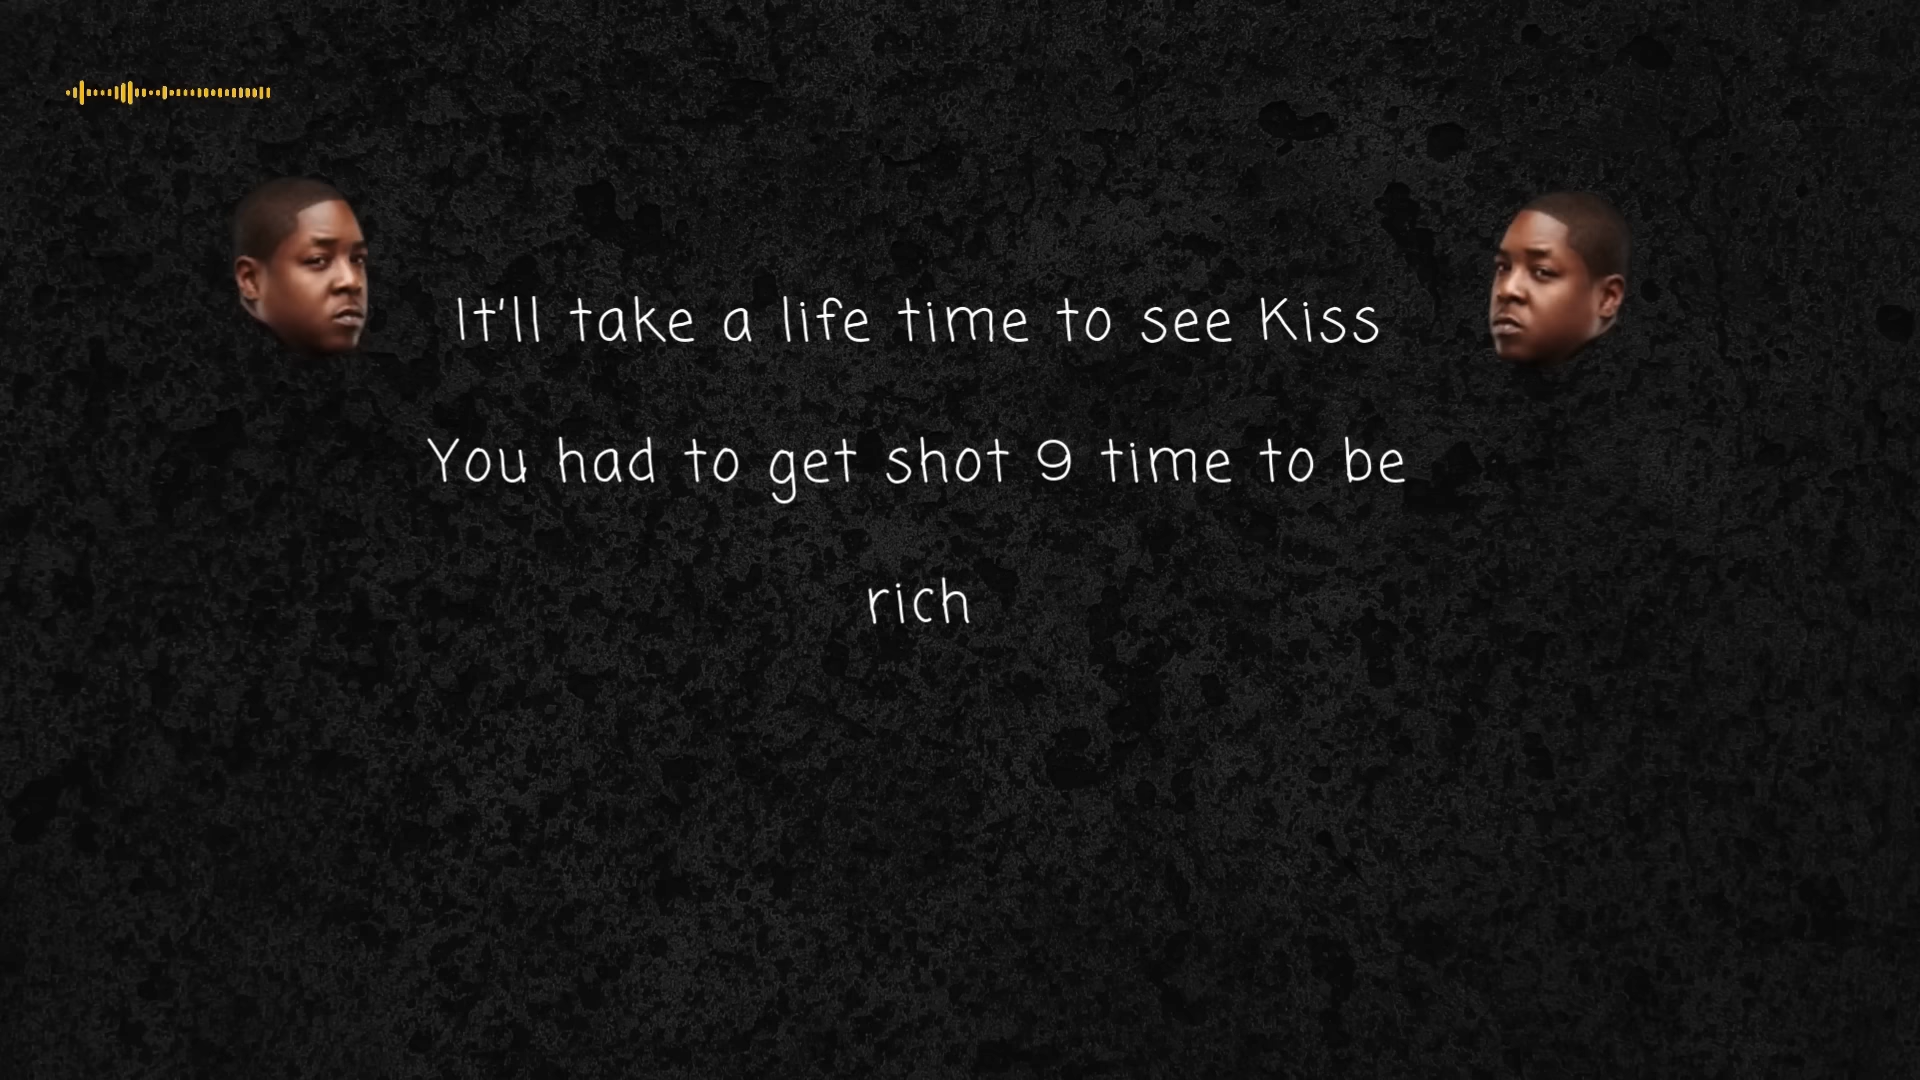 It'll take a life time to see Kiss
You had to get shot 9 time to be
rich